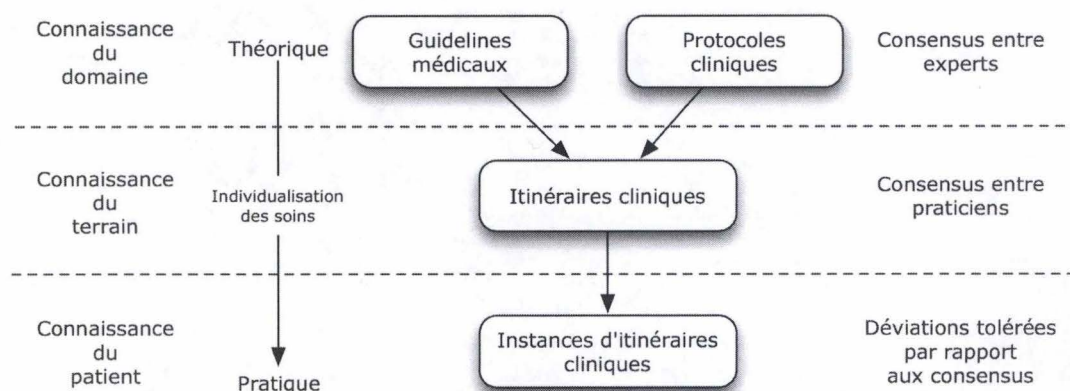 Connaissance
du
domaine
Théorique
Guidelines
médicaux
Protocoles
cliniques
Consensus entre
experts
Connaissance
du
terrain
Individualisation
des soins
Itinéraires cliniques
Consensus entre
praticiens
Connaissance
du
patient
Pratique
Instances d'itinéraires
cliniques
Déviations tolérées
par rapport
aux consensus